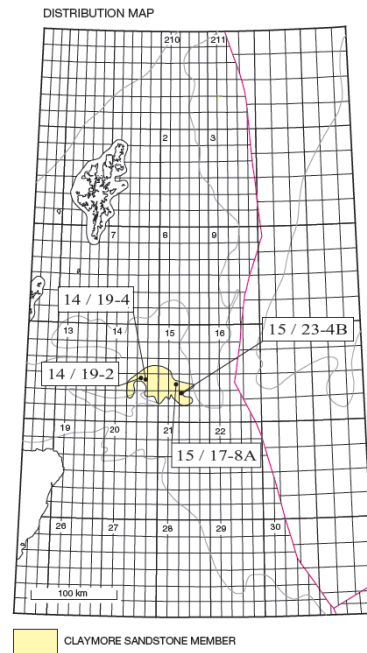 DISTRIBUTION MAP
210 211
2 3
7 8 9
14 / 19-4
13 14 15 16
15 / 23-4B
14 / 19-2
19 20 21 22
15 / 17-8A
26 27 28 29 30
100 km
CLAYMORE SANDSTONE MEMBER